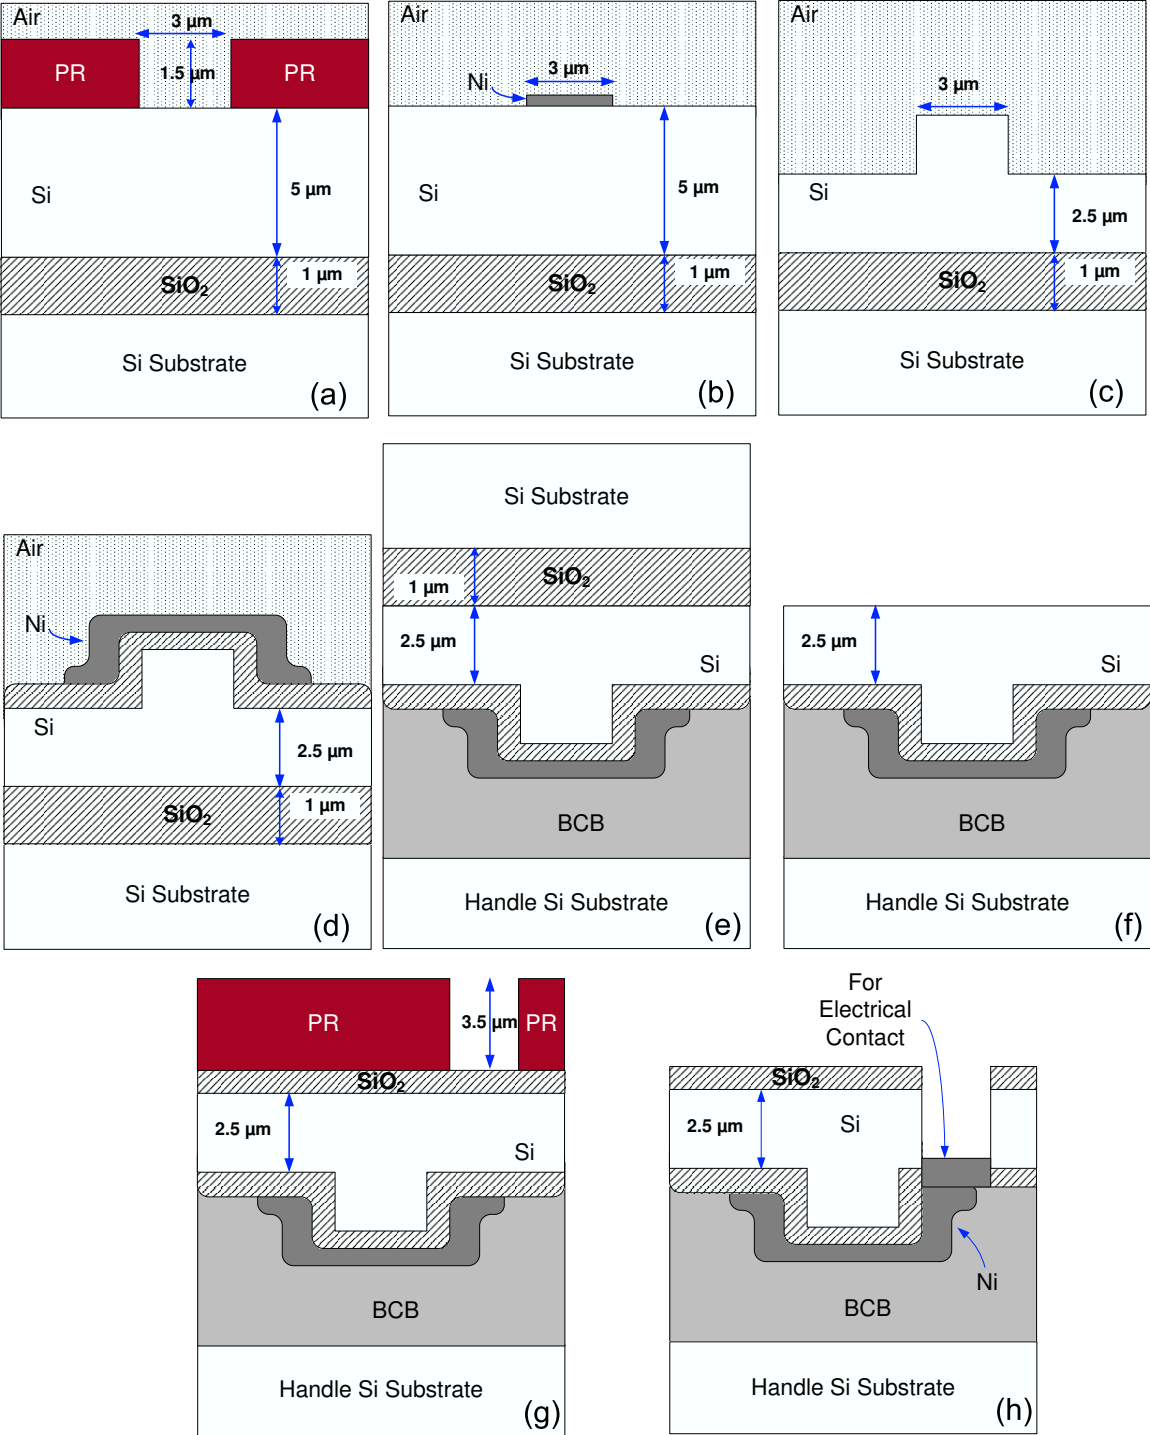 Air
3 µm
PR
1.5 µm
PR
Si
5 µm
SiO₂
1 µm
Si Substrate
(a)
Air
3 µm
Ni
Si
5 µm
SiO₂
1 µm
Si Substrate
(b)
Air
3 µm
Si
2.5 µm
SiO₂
1 µm
Si Substrate
(c)
Air
Ni
Si
2.5 µm
SiO₂
1 µm
Si Substrate
(d)
Si Substrate
1 µm
SiO₂
2.5 µm
Si
BCB
Handle Si Substrate
(e)
2.5 µm
Si
BCB
Handle Si Substrate
(f)
PR
3.5 µm
PR
SiO₂
2.5 µm
Si
BCB
Handle Si Substrate
(g)
For
Electrical
Contact
SiO₂
2.5 µm
Si
Ni
BCB
Handle Si Substrate
(h)